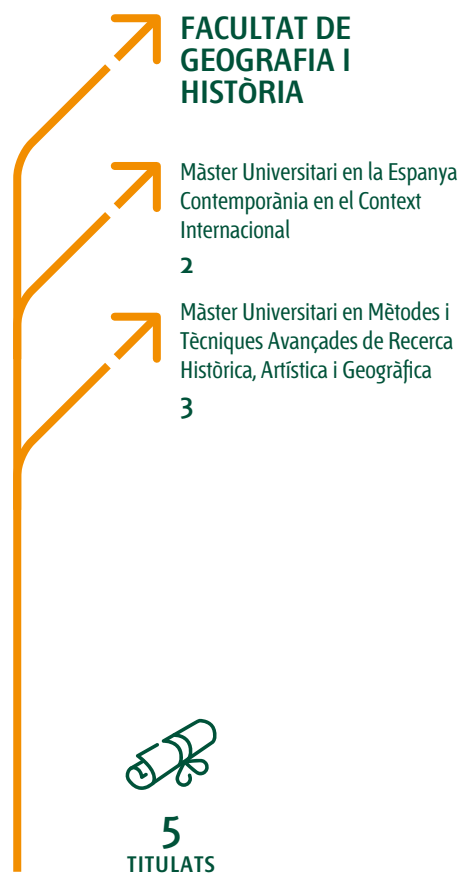 FACULTAT DE
GEOGRAFIA I
HISTÒRIA
Màster Universitari en la Espanya
Contemporània en el Context
Internacional
2
Màster Universitari en Mètodes i
Tècniques Avançades de Recerca
Històrica, Artística i Geogràfica
3
5
TITULATS